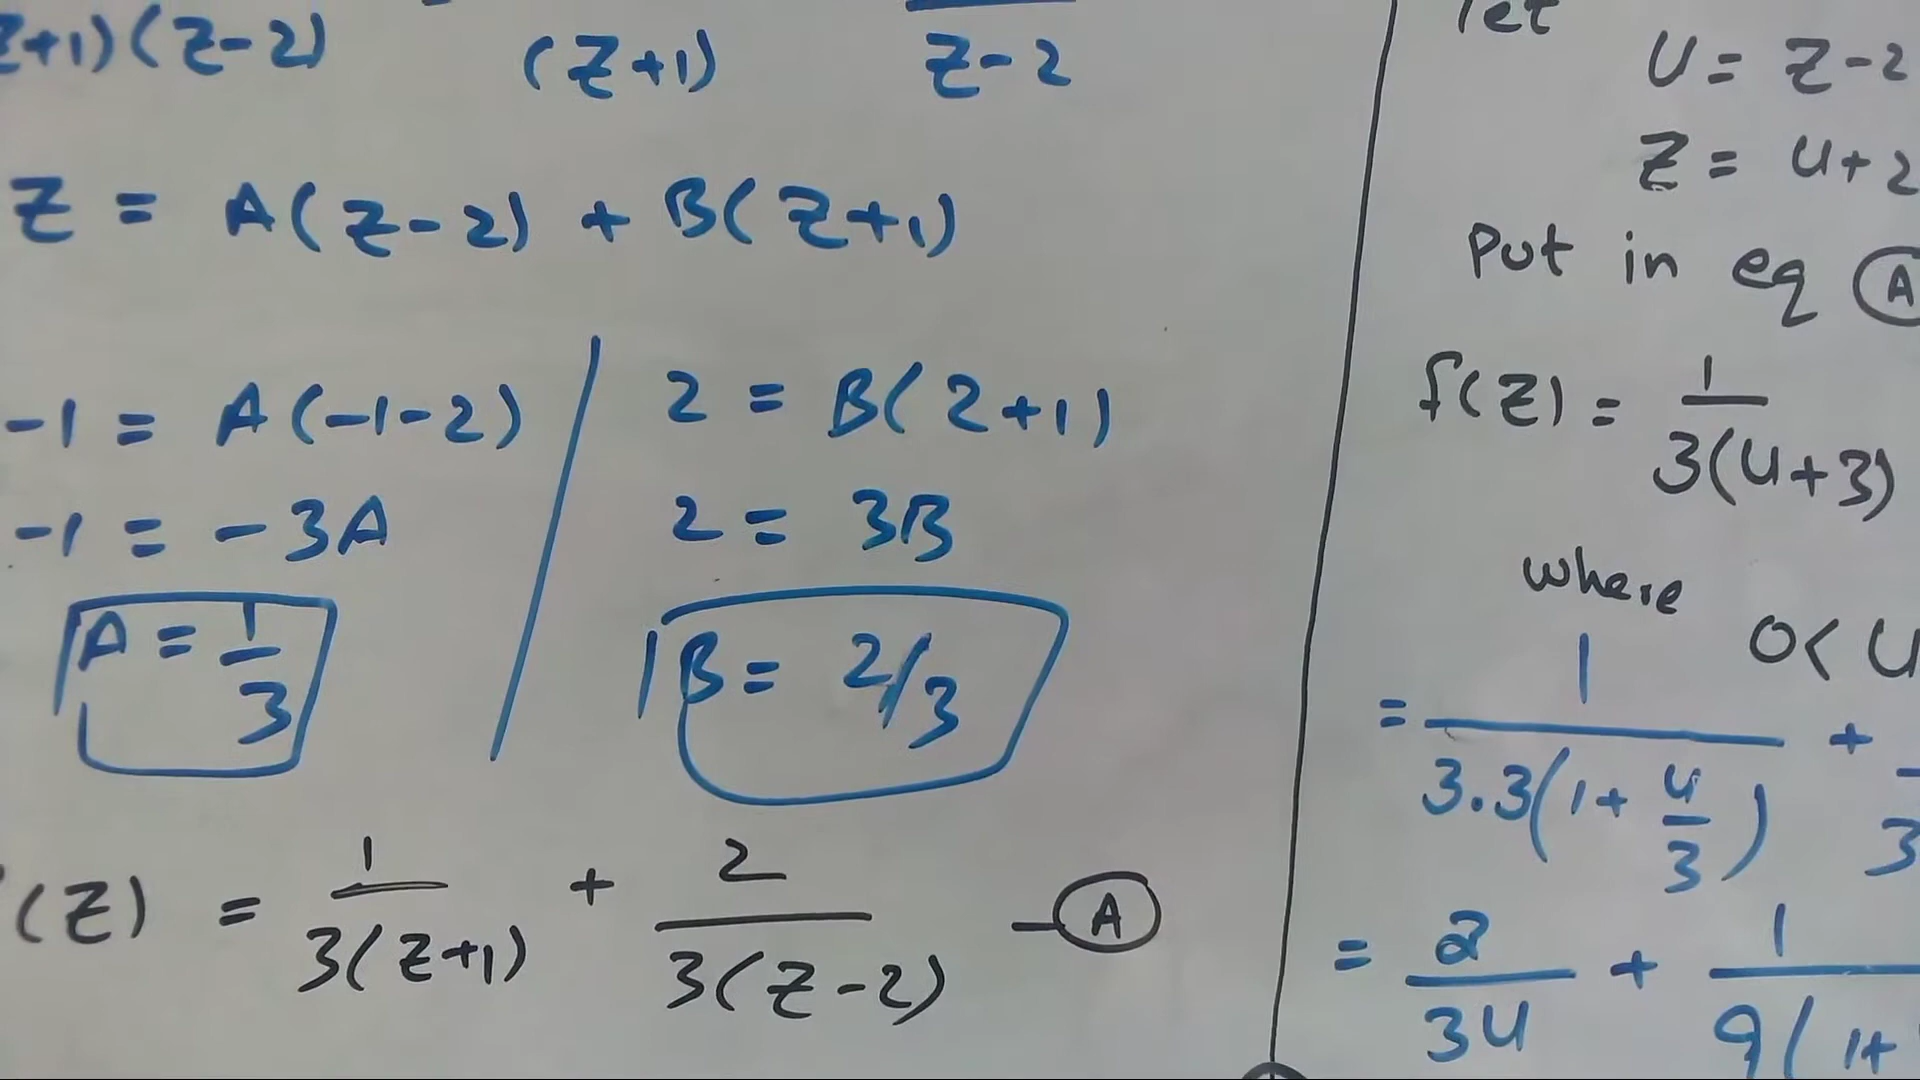 z+1)(z-2) (z+1) z-2
z = A(z-2) + B(z+1)
-1 = A(-1-2)
-1 = -3A
A = 1/3
2 = B(2+1)
2 = 3B
B = 2/3
(z) = 1/3(z+1) + 2/3(z-2) - A
let
u = z-2
z = u+2
Put in eq A
f(z) = 1/3(u+3)
where
0< u
= 1/3.3(1+u/3) + 3
= 2/3u + 1/9(1+